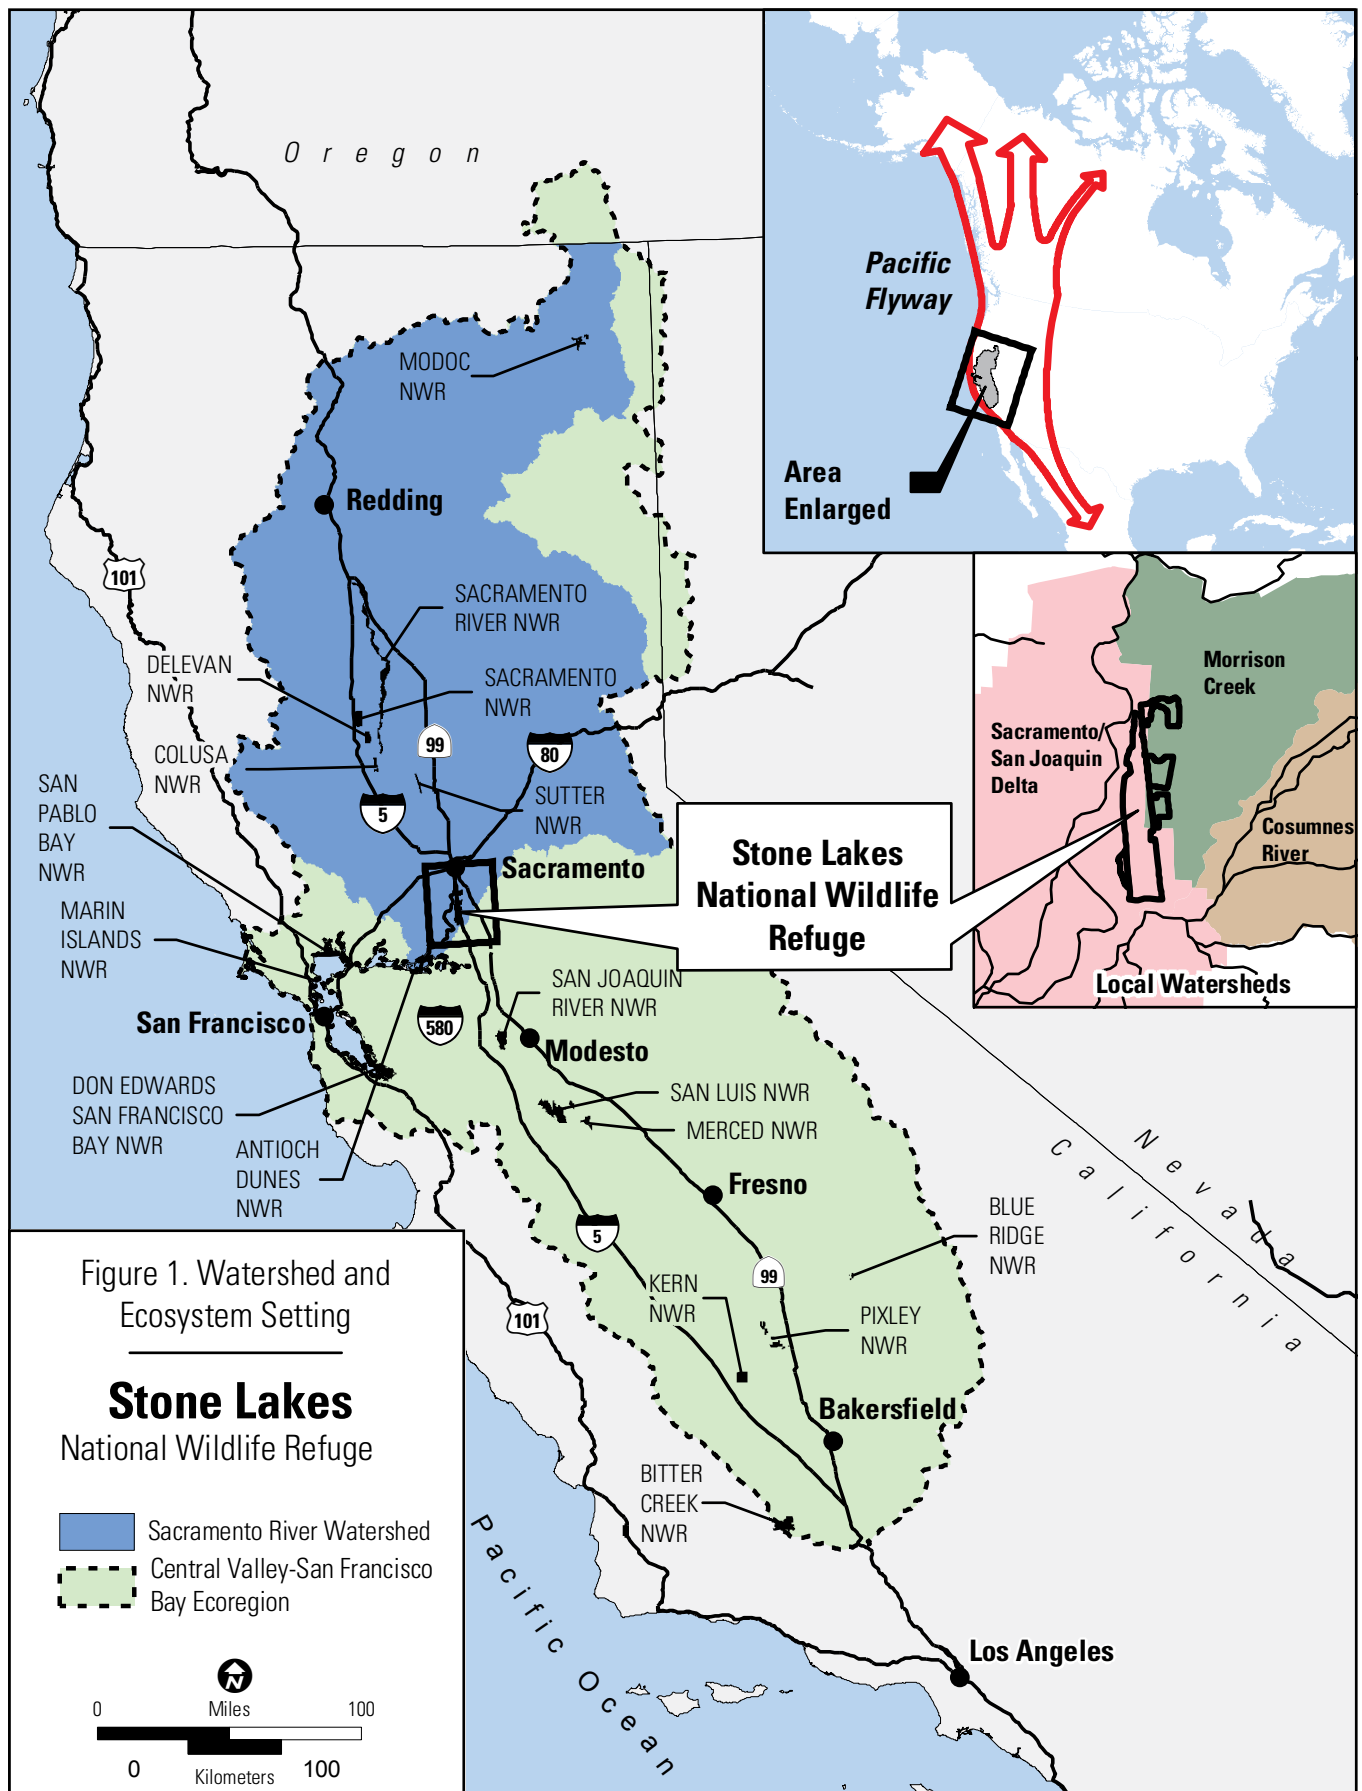 Oregon
Pacific
Flyway
Area
Enlarged
MODOC
NWR
Redding
101
SACRAMENTO
RIVER NWR
DELEVAN
NWR
SACRAMENTO
NWR
99
80
COLUSA
NWR
SAN
PABLO
BAY
NWR
5
SUTTER
NWR
Sacramento
Stone Lakes
National Wildlife
Refuge
Morrison
Creek
Sacramento/
San Joaquin
Delta
Cosumnes
River
Local Watersheds
MARIN
ISLANDS
NWR
San Francisco
580
SAN JOAQUIN
RIVER NWR
Modesto
DON EDWARDS
SAN FRANCISCO
BAY NWR
SAN LUIS NWR
MERCED NWR
ANTIOCH
DUNES
NWR
Fresno
Nevada
California
BLUE
RIDGE
NWR
5
99
KERN
NWR
PIXLEY
NWR
101
Bakersfield
BITTER
CREEK
NWR
Pacific Ocean
Los Angeles
Figure 1. Watershed and
Ecosystem Setting
Stone Lakes
National Wildlife Refuge
Sacramento River Watershed
Central Valley-San Francisco
Bay Ecoregion
N
0 Miles 100
0 Kilometers 100